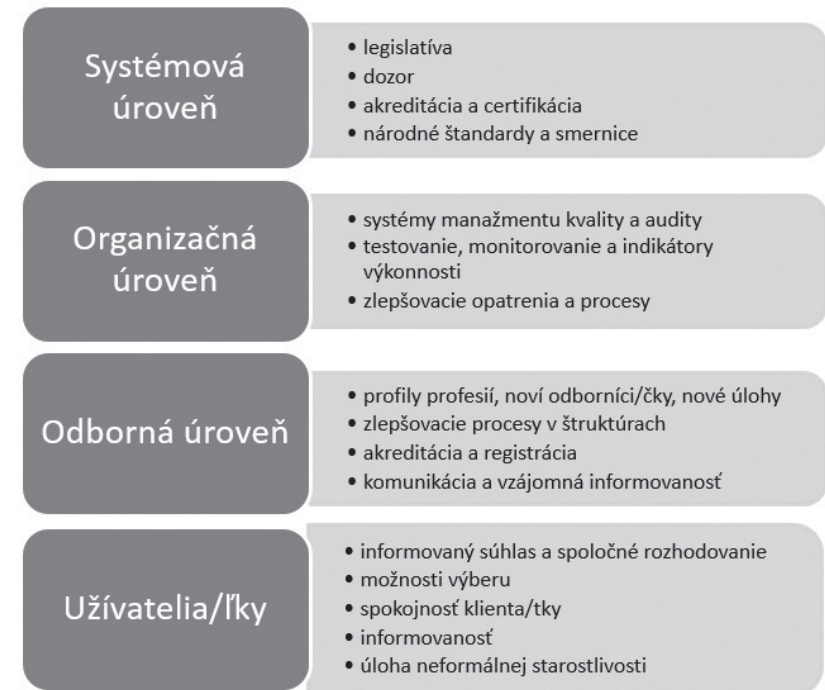 Systémová
úroveň
• legislatíva
• dozor
• akreditácia a certifikácia
• národné štandardy a smernice
Organizačná
úroveň
• systémy manažmentu kvality a audity
• testovanie, monitorovanie a indikátory
výkonnosti
• zlepšovacie opatrenia a procesy
Odborná úroveň
• profily profesií, noví odborníci/čky, nové úlohy
• zlepšovacie procesy v štruktúrach
• akreditácia a registrácia
• komunikácia a vzájomná informovanosť
Užívatelia/ľky
• informovaný súhlas a spoločné rozhodovanie
• možnosti výberu
• spokojnosť klienta/tky
• informovanosť
• úloha neformálnej starostlivosti